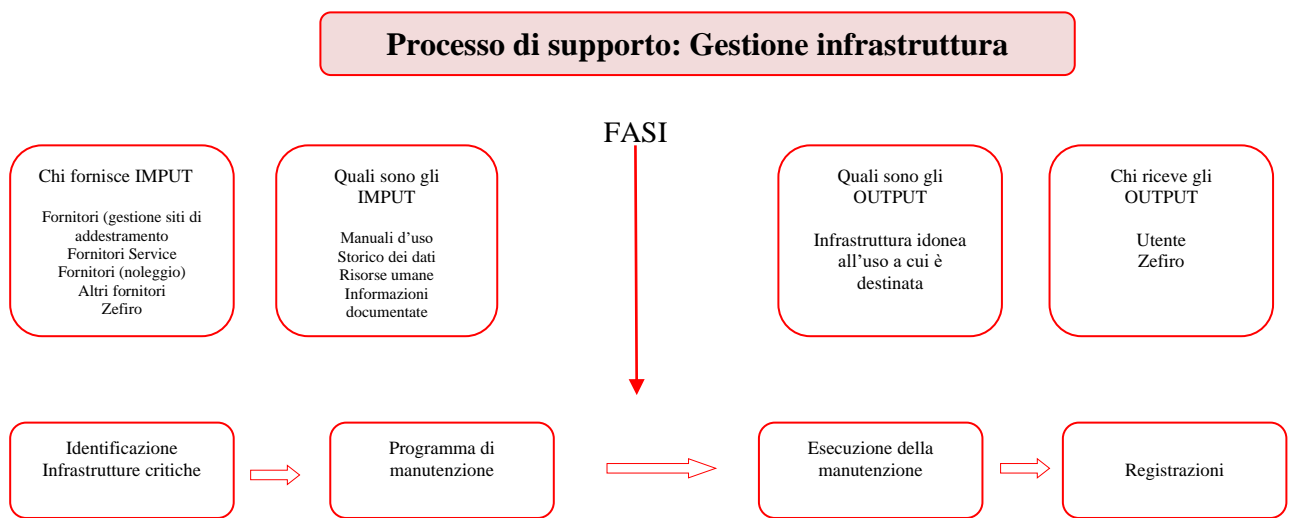 Processo di supporto: Gestione infrastruttura
FASI
Chi fornisce IMPUT
Fornitori (gestione siti di
addestramento
Fornitori Service
Fornitori (noleggio)
Altri fornitori
Zefiro
Quali sono gli
IMPUT
Manuali d’uso
Storico dei dati
Risorse umane
Informazioni
documentate
Quali sono gli
OUTPUT
Infrastruttura idonea
all’uso a cui è
destinata
Chi riceve gli
OUTPUT
Utente
Zefiro
Identificazione
Infrastrutture critiche
Programma di
manutenzione
Esecuzione della
manutenzione
Registrazioni